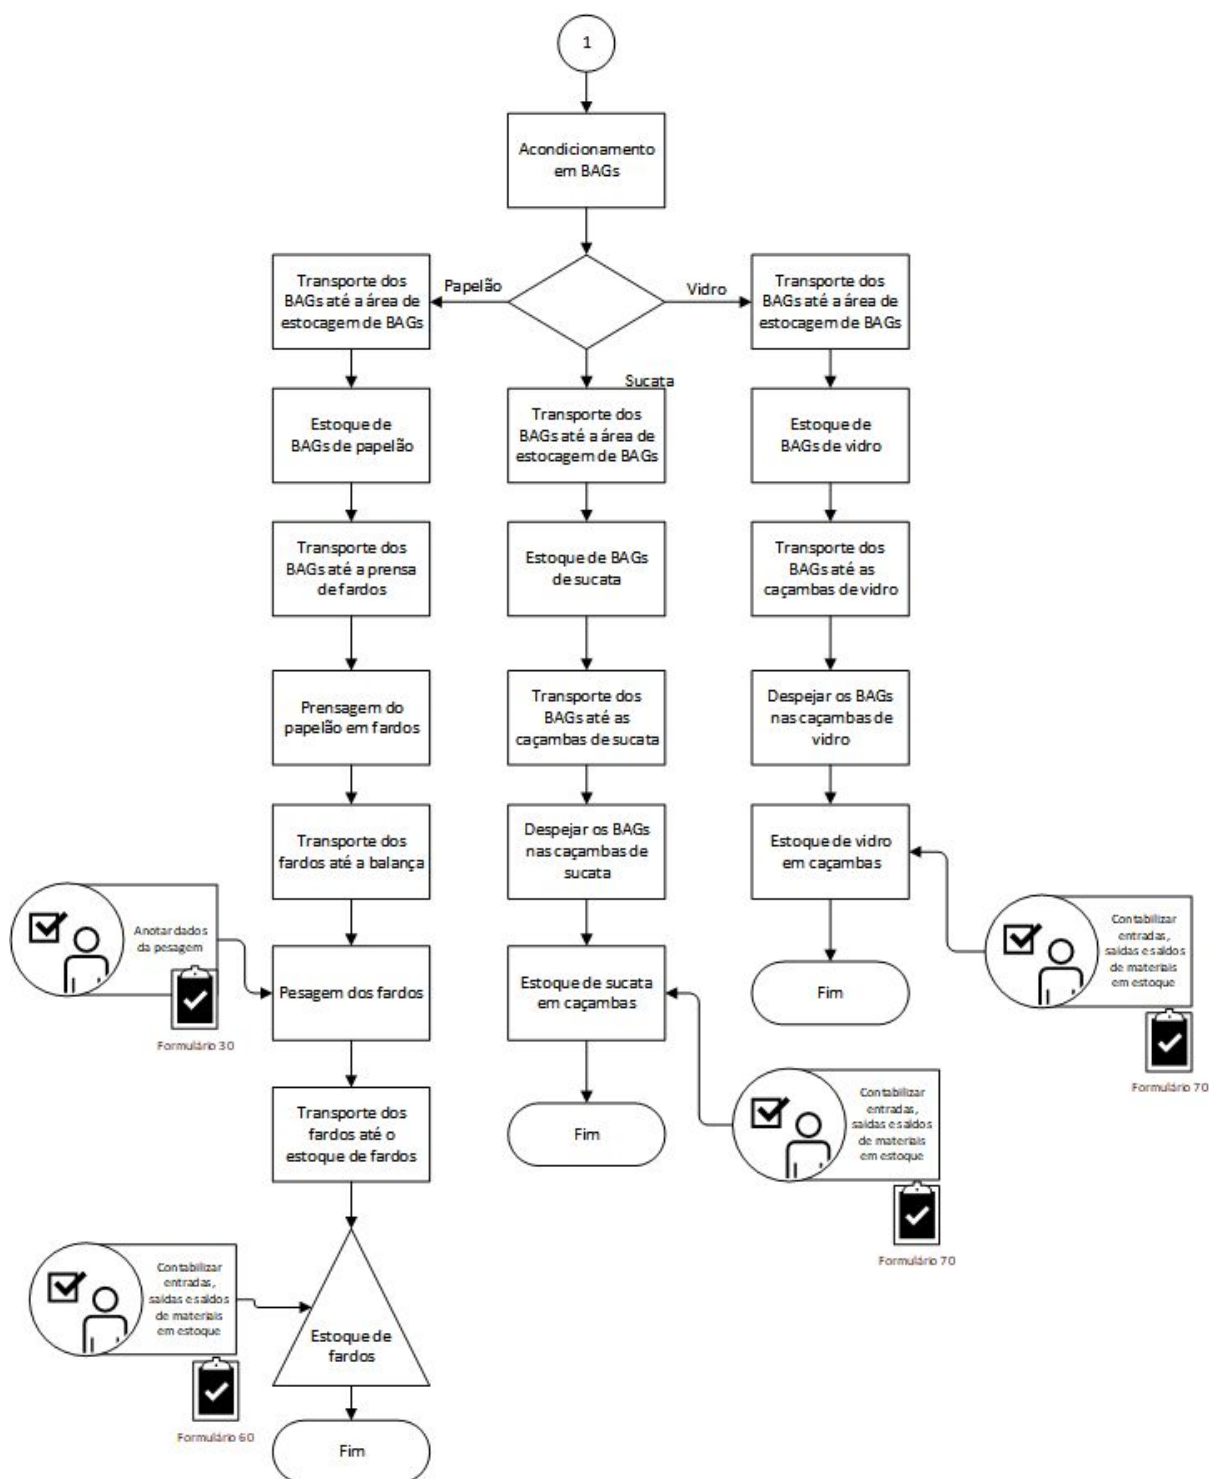 1
Acondicionamento
em BAGs
Papelão
Vidro
Sucata
Transporte dos
BAGs até a área de
estocagem de BAGs
Estoque de
BAGs de papelão
Transporte dos
BAGs até a prensa
de fardos
Prensagem do
papelão em fardos
Transporte dos
fardos até a balança
Anotar dados
da pesagem
Formulário 30
Pesagem dos fardos
Transporte dos
fardos até o
estoque de fardos
Contabilizar
entradas,
saídas e saldos
de materiais
em estoque
Formulário 60
Estoque de
fardos
Fim
Transporte dos
BAGs até a área de
estocagem de BAGs
Estoque de BAGs
de sucata
Transporte dos
BAGs até as
caçambas de sucata
Despejar os BAGs
nas caçambas de
sucata
Estoque de sucata
em caçambas
Fim
Contabilizar
entradas,
saídas e saldos
de materiais
em estoque
Formulário 70
Transporte dos
BAGs até a área de
estocagem de BAGs
Estoque de
BAGs de vidro
Transporte dos
BAGs até as
caçambas de vidro
Despejar os BAGs
nas caçambas de
vidro
Estoque de vidro
em caçambas
Fim
Contabilizar
entradas,
saídas e saldos
de materiais
em estoque
Formulário 70